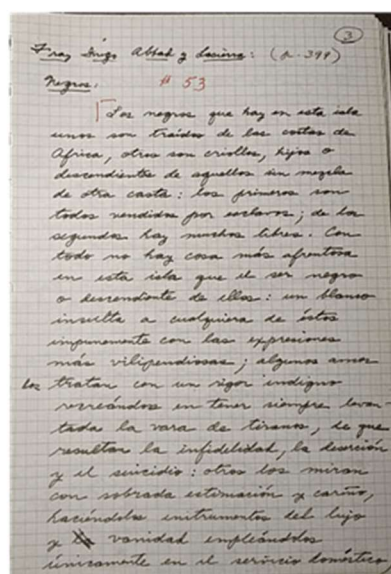 3
Fray Iñigo Abbad y Lasierra: (p. 399)
Negros. # 53
Los negros que hay en esta isla
unos son traídos de las costas de
Africa, otros son criollos, hijos o
descendientes de aquellos sin mezcla
de otra casta: los primeros son
todos vendidos por esclavos; de los
segundos hay muchos libres. Con
todo no hay cosa más afrentosa
en esta isla que el ser negro
o descendiente de ellos: un blanco
insulta a cualquiera de éstos
impunemente con las expresiones
más vilipendiosas; algunos amos
los tratan con un rigor indigno
recreándose en tener siempre levan-
tada la vara de tiranos, de que
resultan la infidelidad, la deserción
y el suicidio: otros los miran
con sobrada estimación y cariño,
haciéndolos instrumentos del lujo
y vanidad empleándolos
únicamente en el servicio doméstico